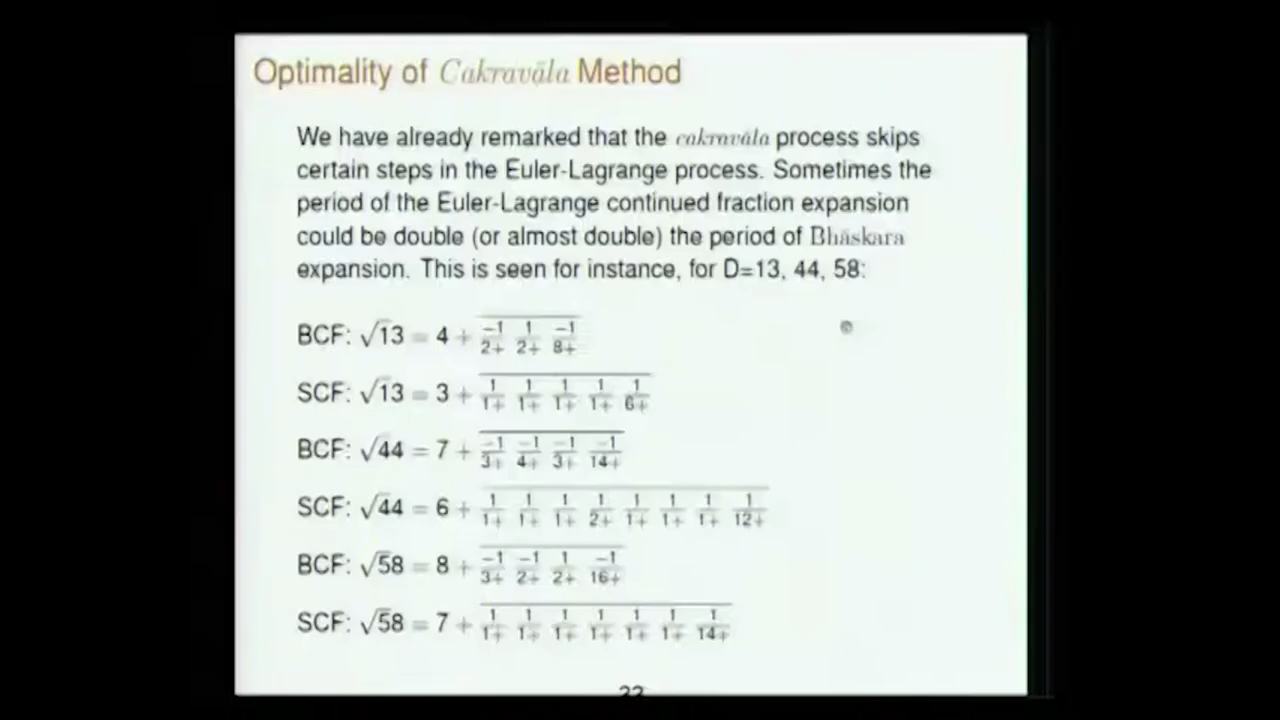 Optimality of Cakravāla Method
We have already remarked that the cakravāla process skips
certain steps in the Euler-Lagrange process. Sometimes the
period of the Euler-Lagrange continued fraction expansion
could be double (or almost double) the period of Bhāskara
expansion. This is seen for instance, for D=13, 44, 58:
BCF: √13 = 4 + -1/2+ 1/2+ -1/8+
SCF: √13 = 3 + 1/1+ 1/1+ 1/1+ 1/1+ 1/6+
BCF: √44 = 7 + -1/3+ -1/4+ -1/3+ -1/14+
SCF: √44 = 6 + 1/1+ 1/1+ 1/1+ 1/2+ 1/1+ 1/1+ 1/1+ 1/12+
BCF: √58 = 8 + -1/3+ -1/2+ 1/2+ -1/16+
SCF: √58 = 7 + 1/1+ 1/1+ 1/1+ 1/1+ 1/1+ 1/1+ 1/14+